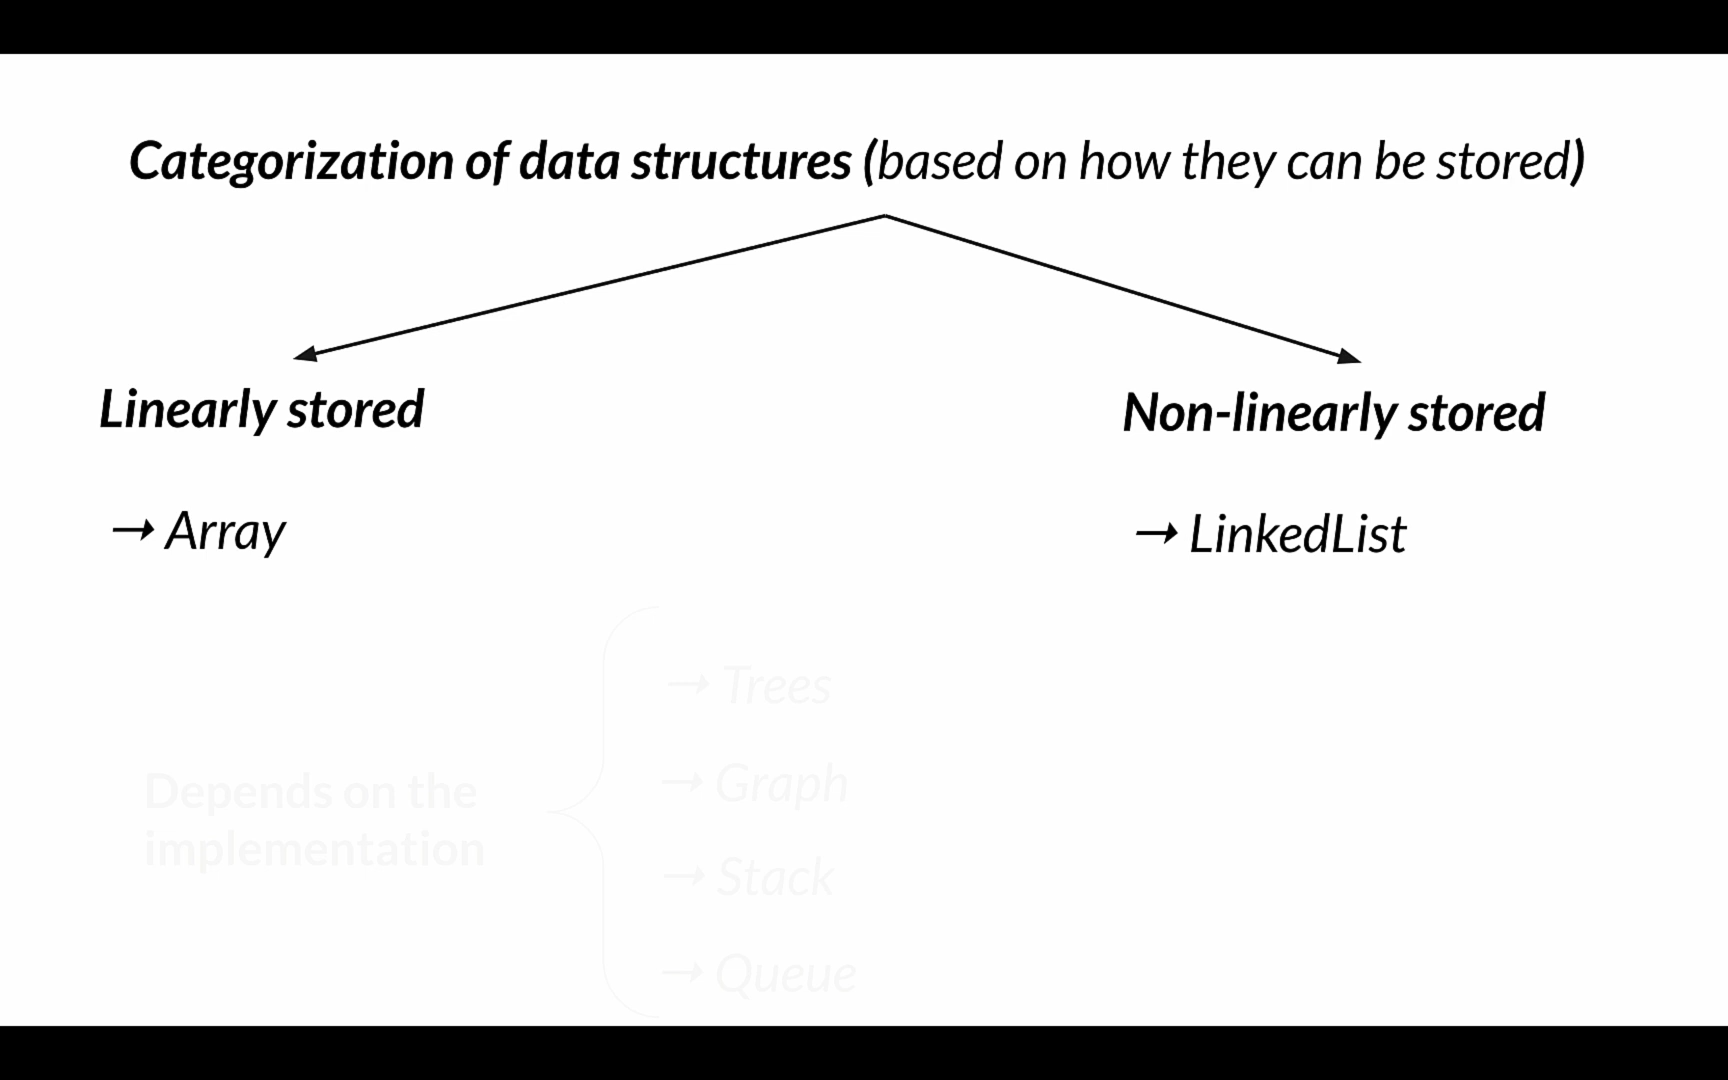 Categorization of data structures (based on how they can be stored)
Linearly stored
Non-linearly stored
→ Array
→ LinkedList
→ Trees
→ Graph
→ Stack
→ Queue
Depends on the
implementation